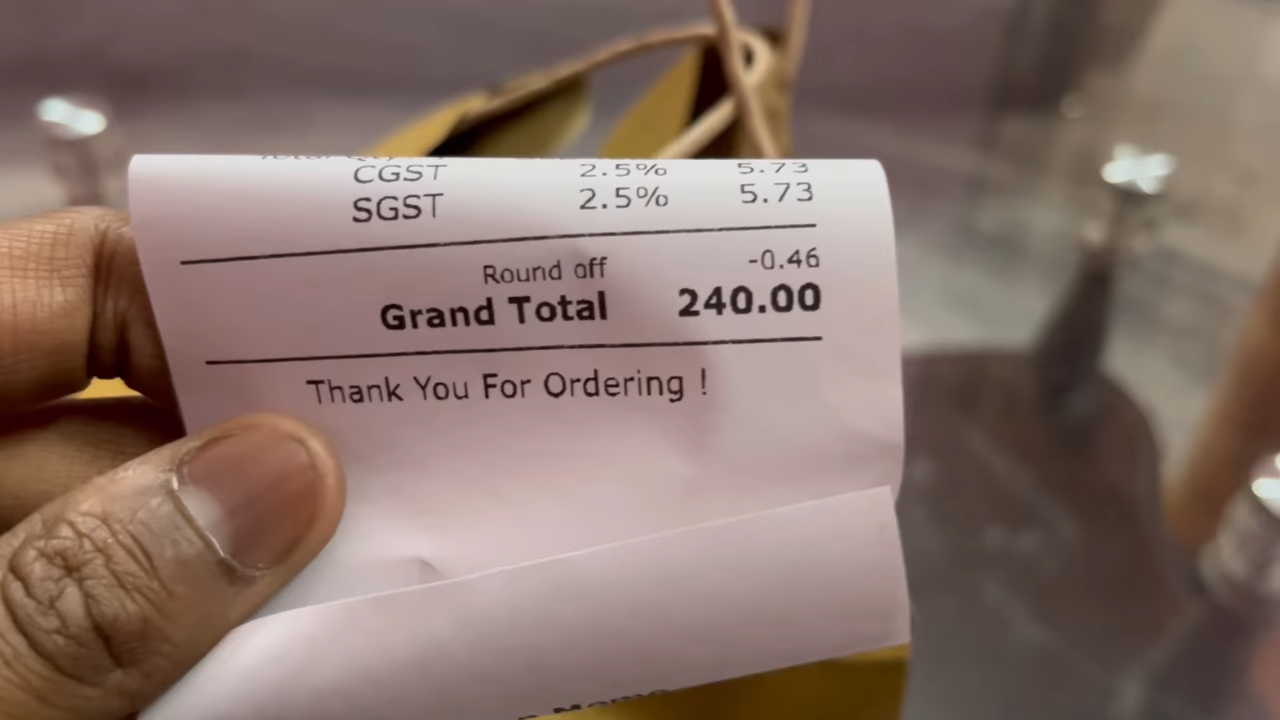 CGST 2.5% 5.73
SGST 2.5% 5.73
Round off -0.46
Grand Total 240.00
Thank You For Ordering !